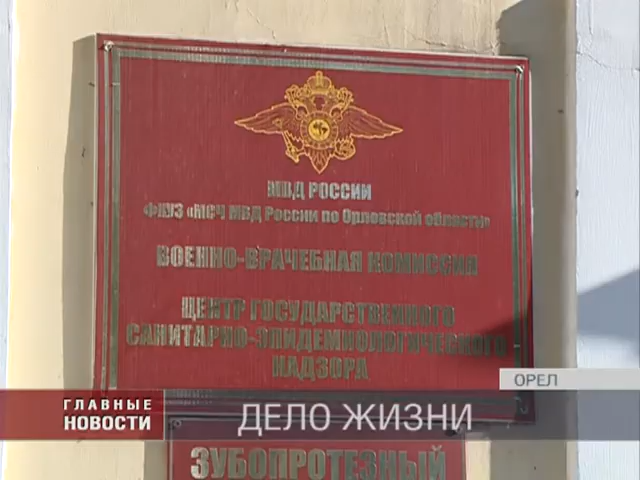 МВД РОССИИ
«ФКУЗ «МСЧ МВД России по Орловской области»
ВОЕННО-ВРАЧЕБНАЯ КОМИССИЯ
ЦЕНТР ГОСУДАРСТВЕННОГО
САНИТАРНО-ЭПИДЕМИОЛОГИЧЕСКОГО
НАДЗОРА
ОРЕЛ
ГЛАВНЫЕ
НОВОСТИ
ДЕЛО ЖИЗНИ
ЗУБОПРОТЕЗНЫЙ